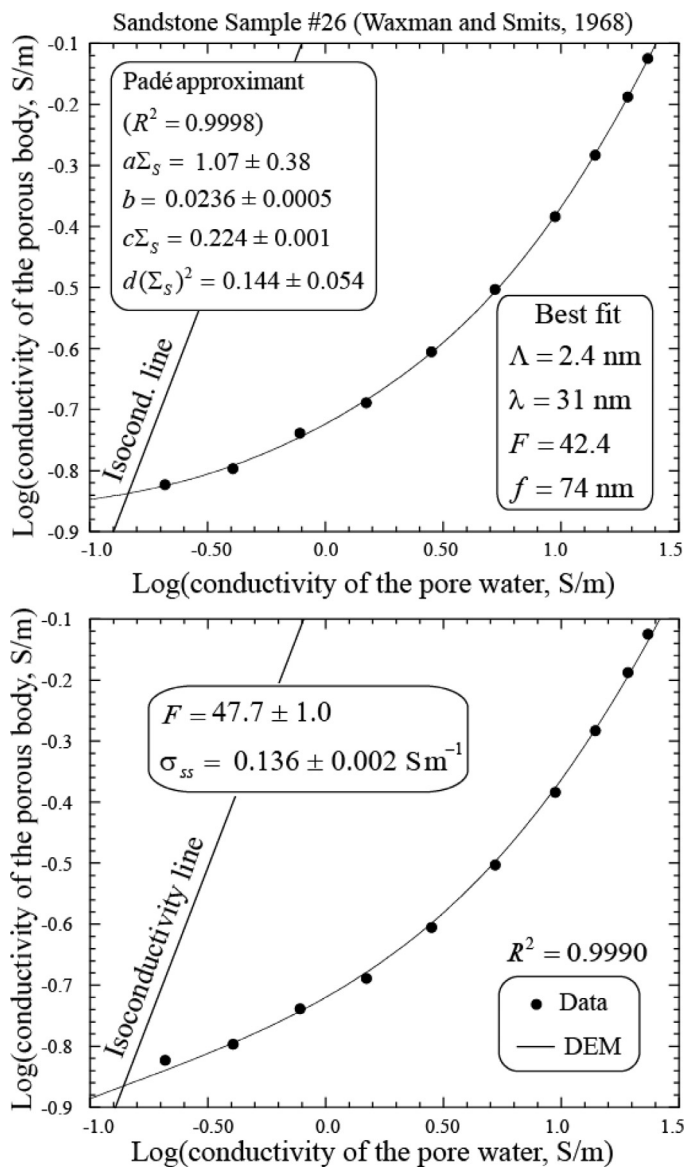 Sandstone Sample #26 (Waxman and Smits, 1968)
-0.1
-0.2
-0.3
-0.4
-0.5
-0.6
-0.7
-0.8
-0.9
Log(conductivity of the porous body, S/m)
Padé approximant
(R² = 0.9998)
aΣ_S = 1.07 ± 0.38
b = 0.0236 ± 0.0005
cΣ_S = 0.224 ± 0.001
d(Σ_S)² = 0.144 ± 0.054
Isocond. line
Best fit
Λ = 2.4 nm
λ = 31 nm
F = 42.4
f = 74 nm
-1.0 -0.50 0.0 0.50 1.0 1.5
Log(conductivity of the pore water, S/m)
-0.1
-0.2
-0.3
-0.4
-0.5
-0.6
-0.7
-0.8
-0.9
Log(conductivity of the porous body, S/m)
F = 47.7 ± 1.0
σ_ss = 0.136 ± 0.002 Sm⁻¹
Isoconductivity line
R² = 0.9990
Data
DEM
-1.0 -0.50 0.0 0.50 1.0 1.5
Log(conductivity of the pore water, S/m)